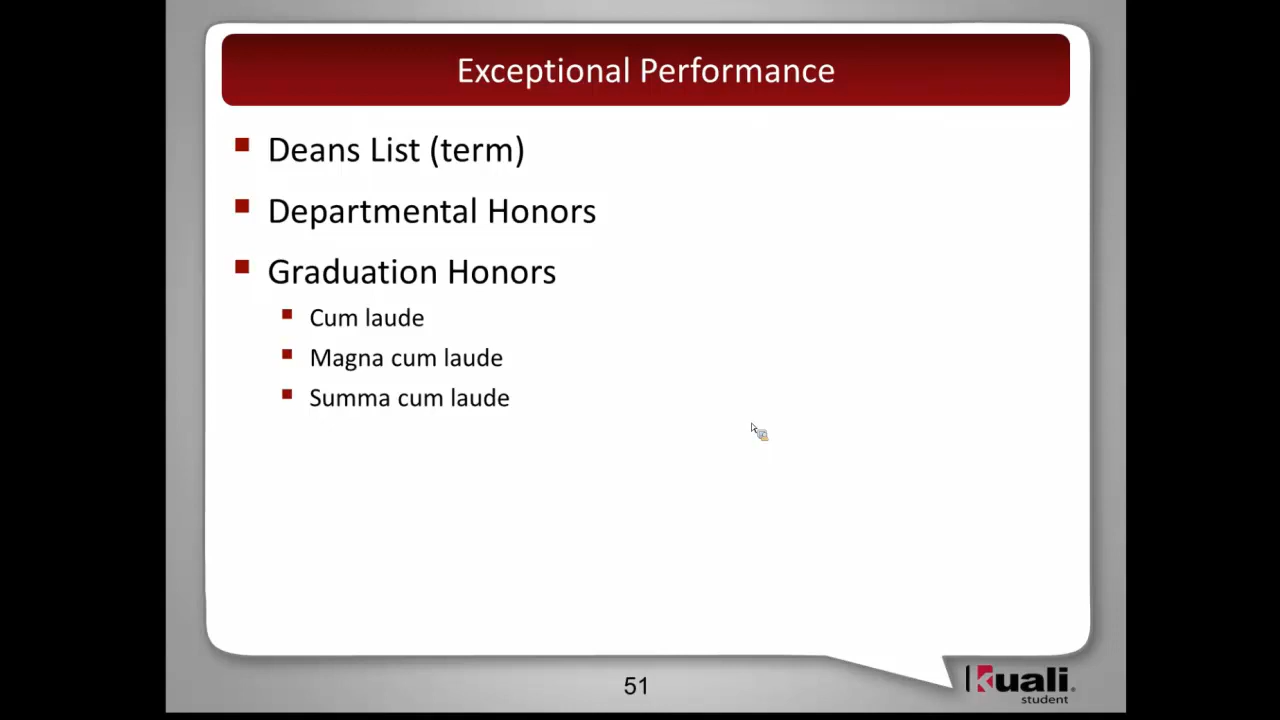 Exceptional Performance
Deans List (term)
Departmental Honors
Graduation Honors
Cum laude
Magna cum laude
Summa cum laude
51
kuali
student